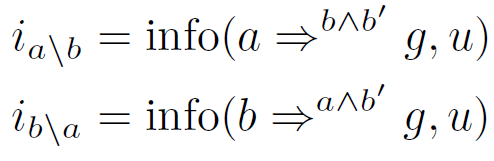 i_{a\b} = info(a ⇒^{b∧b′} g, u)
i_{b\a} = info(b ⇒^{a∧b′} g, u)